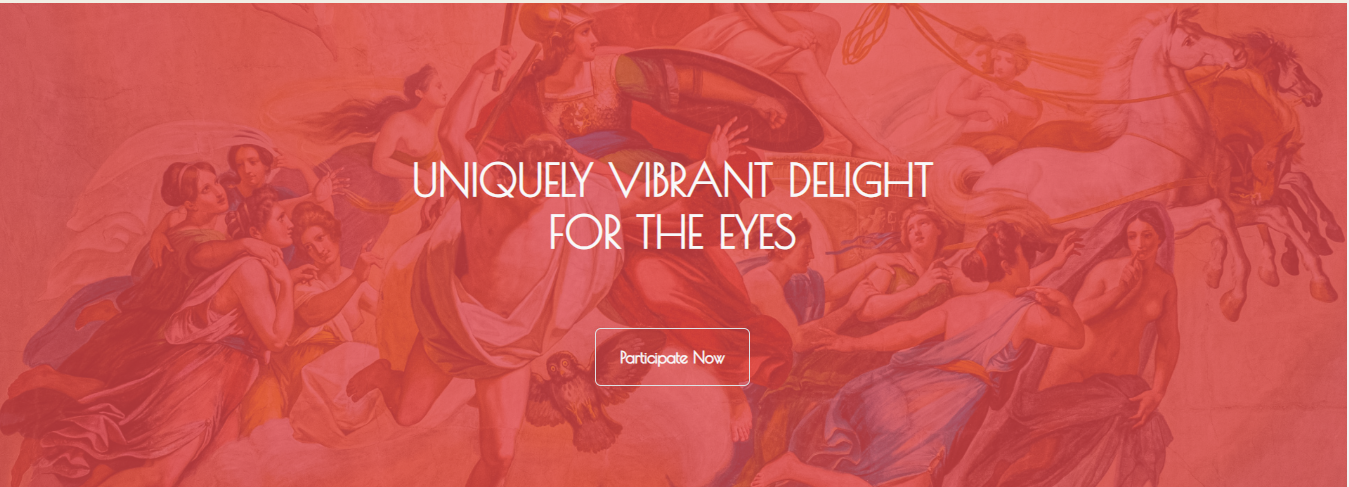 UNIQUELY VIBRANT DELIGHT
FOR THE EYES
Participate Now